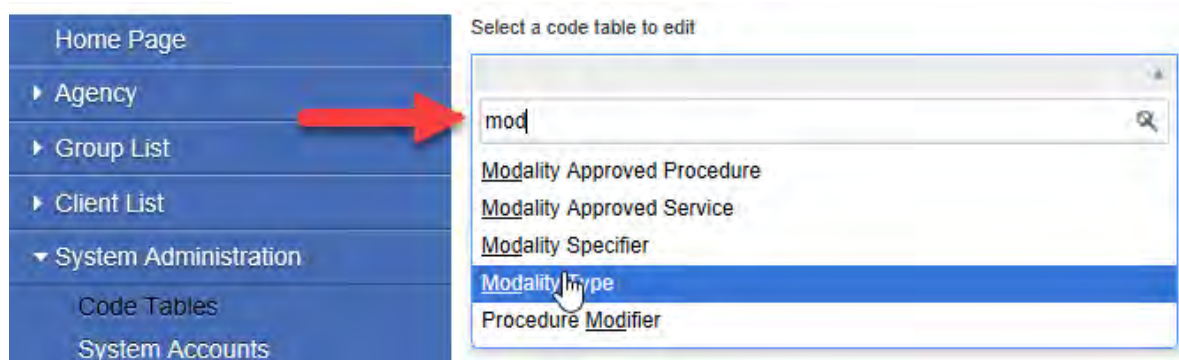 Home Page
Agency
Group List
Client List
System Administration
Code Tables
System Accounts
Select a code table to edit
mod
Modality Approved Procedure
Modality Approved Service
Modality Specifier
Modality Type
Procedure Modifier